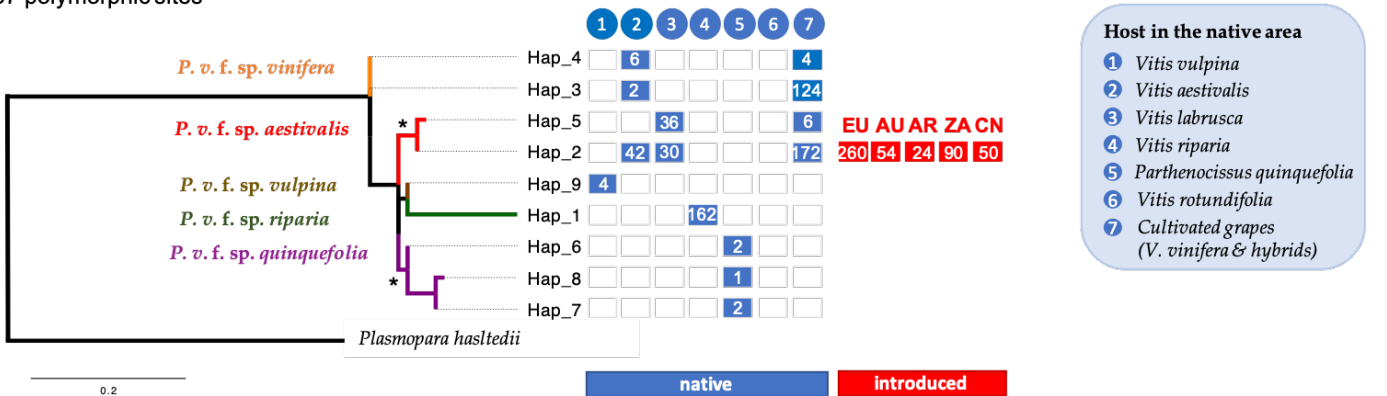 polymorphic sites
1 2 3 4 5 6 7
Host in the native area
1 Vitis vulpina
2 Vitis aestivalis
3 Vitis labrusca
4 Vitis riparia
5 Parthenocissus quinquefolia
6 Vitis rotundifolia
7 Cultivated grapes
(V. vinifera & hybrids)
P. v. f. sp. vinifera
Hap_4 6 4
Hap_3 2 124
P. v. f. sp. aestivalis
*
Hap_5 36 6
EU AU AR ZA CN
Hap_2 42 30 172 260 54 24 90 50
P. v. f. sp. vulpina
Hap_9 4
P. v. f. sp. riparia
Hap_1 162
P. v. f. sp. quinquefolia
Hap_6 2
*
Hap_8 1
Hap_7 2
Plasmopara hasltedii
0.2
native
introduced